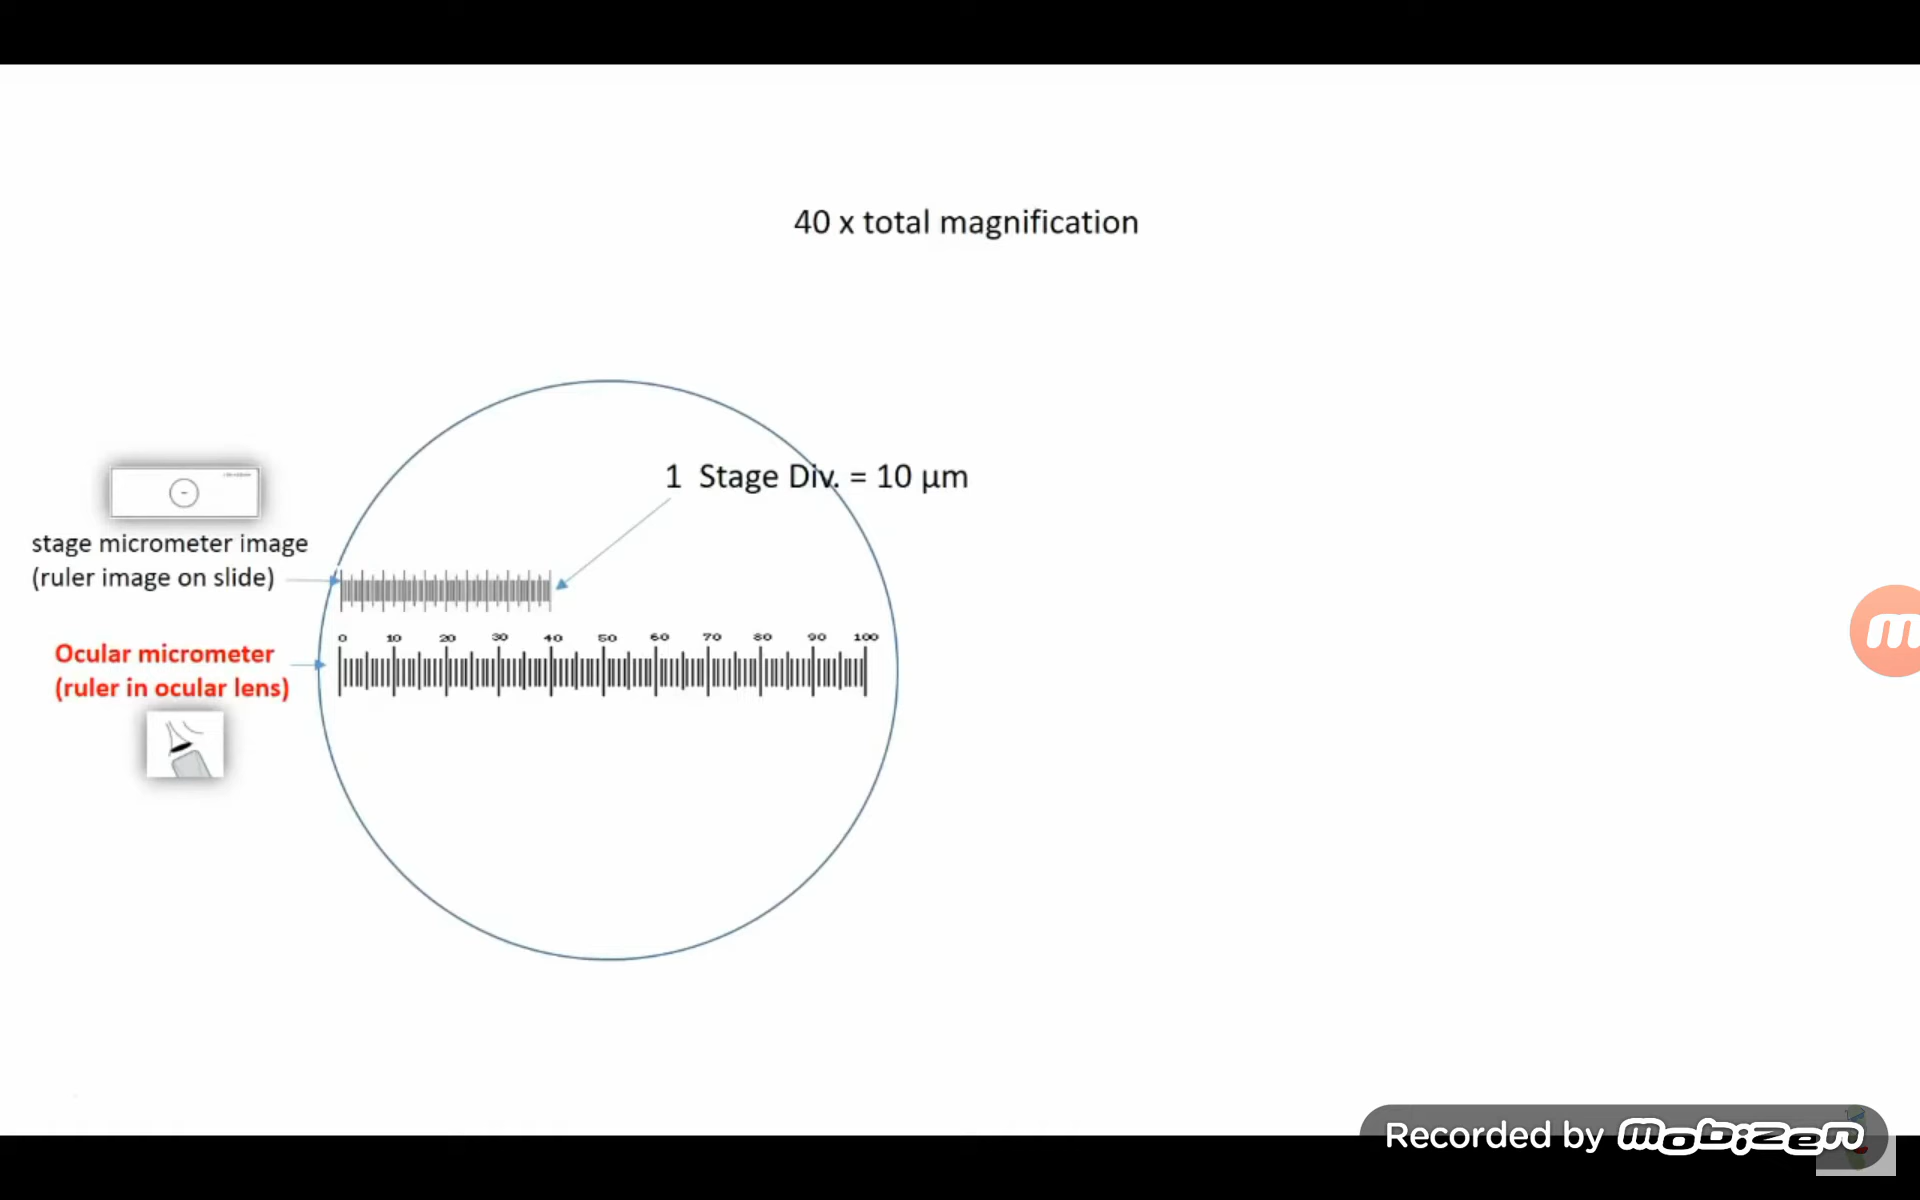 40 x total magnification
1 Stage Div. = 10 µm
stage micrometer image
(ruler image on slide)
0 10 20 30 40 50 60 70 80 90 100
Ocular micrometer
(ruler in ocular lens)
Recorded by mobizen